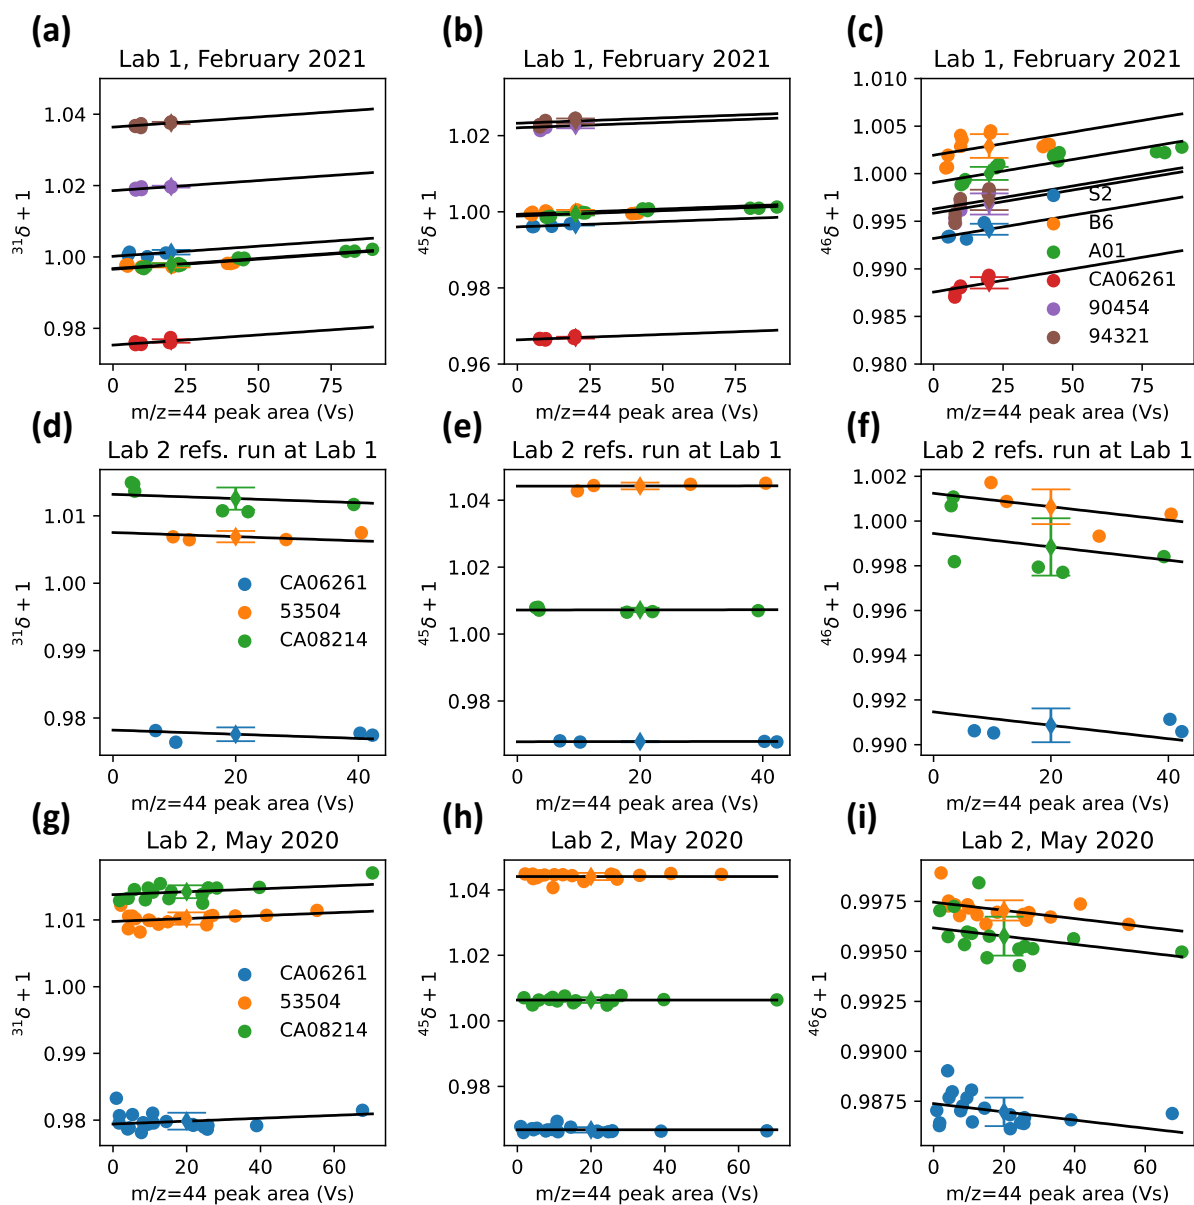 (a)
Lab 1, February 2021
1.04
1.02
1.00
0.98
³¹δ + 1
0 25 50 75
m/z=44 peak area (Vs)
(b)
Lab 1, February 2021
1.02
1.00
0.98
0.96
⁴⁵δ + 1
0 25 50 75
m/z=44 peak area (Vs)
(c)
Lab 1, February 2021
1.010
1.005
1.000
0.995
0.990
0.985
0.980
⁴⁶δ + 1
S2
B6
A01
CA06261
90454
94321
0 50
m/z=44 peak area (Vs)
(d)
Lab 2 refs. run at Lab 1
1.01
1.00
0.99
0.98
³¹δ + 1
CA06261
53504
CA08214
0 20 40
m/z=44 peak area (Vs)
(e)
Lab 2 refs. run at Lab 1
1.04
1.02
1.00
0.98
0.96
⁴⁵δ + 1
0 20 40
m/z=44 peak area (Vs)
(f)
Lab 2 refs. run at Lab 1
1.002
1.000
0.998
0.996
0.994
0.992
0.990
⁴⁶δ + 1
0 20 40
m/z=44 peak area (Vs)
(g)
Lab 2, May 2020
1.01
1.00
0.99
0.98
³¹δ + 1
CA06261
53504
CA08214
0 20 40 60
m/z=44 peak area (Vs)
(h)
Lab 2, May 2020
1.04
1.02
1.00
0.98
⁴⁵δ + 1
0 20 40 60
m/z=44 peak area (Vs)
(i)
Lab 2, May 2020
0.9975
0.9950
0.9925
0.9900
0.9875
⁴⁶δ + 1
0 20 40 60
m/z=44 peak area (Vs)